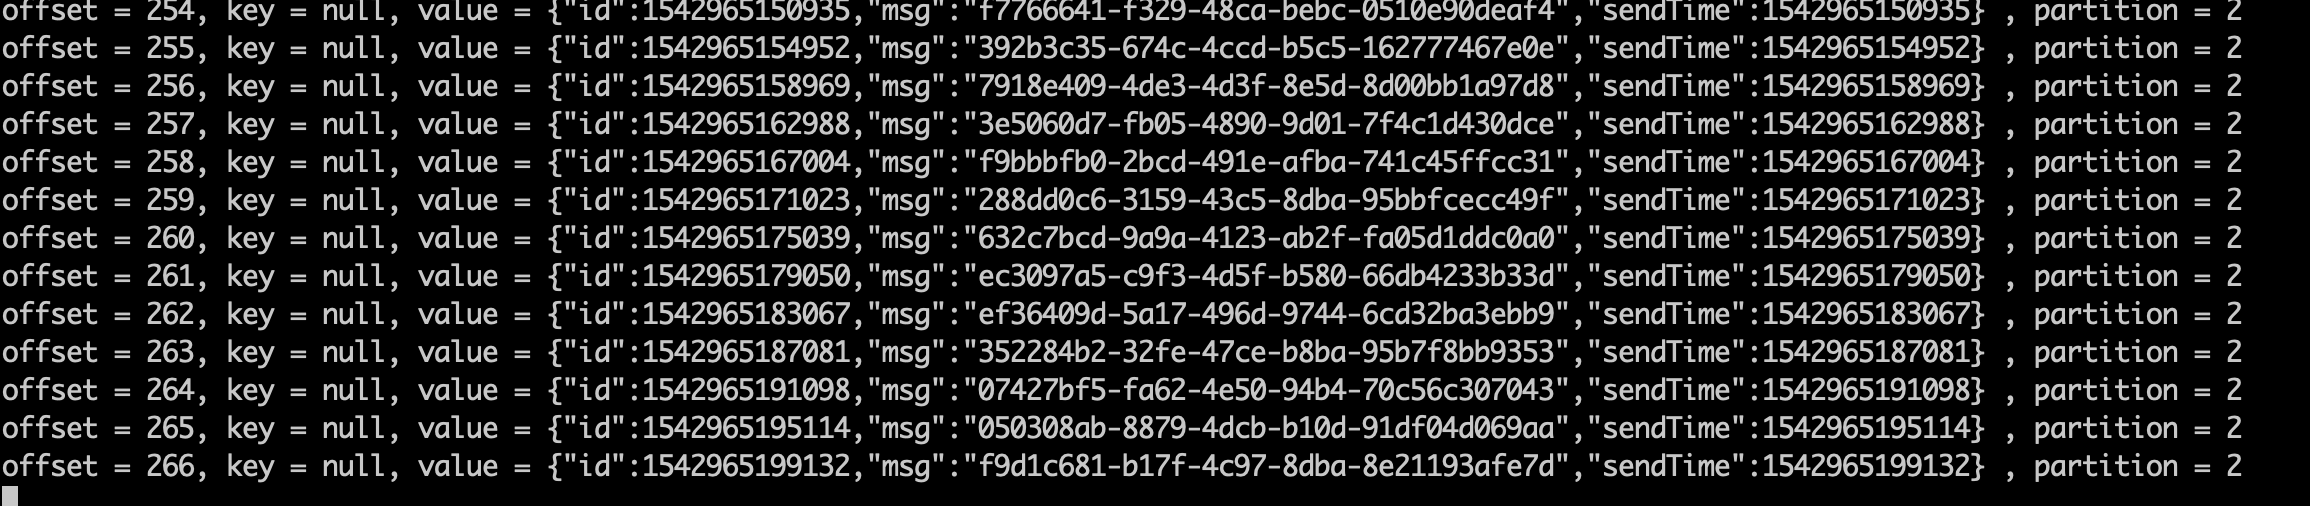 offset = 254, key = null, value = {"id":1542965150935,"msg":"f7766641-f329-48ca-bebc-0510e90deaf4","sendTime":1542965150935} , partition = 2
offset = 255, key = null, value = {"id":1542965154952,"msg":"392b3c35-674c-4ccd-b5c5-162777467e0e","sendTime":1542965154952} , partition = 2
offset = 256, key = null, value = {"id":1542965158969,"msg":"7918e409-4de3-4d3f-8e5d-8d00bb1a97d8","sendTime":1542965158969} , partition = 2
offset = 257, key = null, value = {"id":1542965162988,"msg":"3e5060d7-fb05-4890-9d01-7f4c1d430dce","sendTime":1542965162988} , partition = 2
offset = 258, key = null, value = {"id":1542965167004,"msg":"f9bbbfb0-2bcd-491e-afba-741c45ffcc31","sendTime":1542965167004} , partition = 2
offset = 259, key = null, value = {"id":1542965171023,"msg":"288dd0c6-3159-43c5-8dba-95bbfcecc49f","sendTime":1542965171023} , partition = 2
offset = 260, key = null, value = {"id":1542965175039,"msg":"632c7bcd-9a9a-4123-ab2f-fa05d1ddc0a0","sendTime":1542965175039} , partition = 2
offset = 261, key = null, value = {"id":1542965179050,"msg":"ec3097a5-c9f3-4d5f-b580-66db4233b33d","sendTime":1542965179050} , partition = 2
offset = 262, key = null, value = {"id":1542965183067,"msg":"ef36409d-5a17-496d-9744-6cd32ba3ebb9","sendTime":1542965183067} , partition = 2
offset = 263, key = null, value = {"id":1542965187081,"msg":"352284b2-32fe-47ce-b8ba-95b7f8bb9353","sendTime":1542965187081} , partition = 2
offset = 264, key = null, value = {"id":1542965191098,"msg":"07427bf5-fa62-4e50-94b4-70c56c307043","sendTime":1542965191098} , partition = 2
offset = 265, key = null, value = {"id":1542965195114,"msg":"050308ab-8879-4dcb-b10d-91df04d069aa","sendTime":1542965195114} , partition = 2
offset = 266, key = null, value = {"id":1542965199132,"msg":"f9d1c681-b17f-4c97-8dba-8e21193afe7d","sendTime":1542965199132} , partition = 2